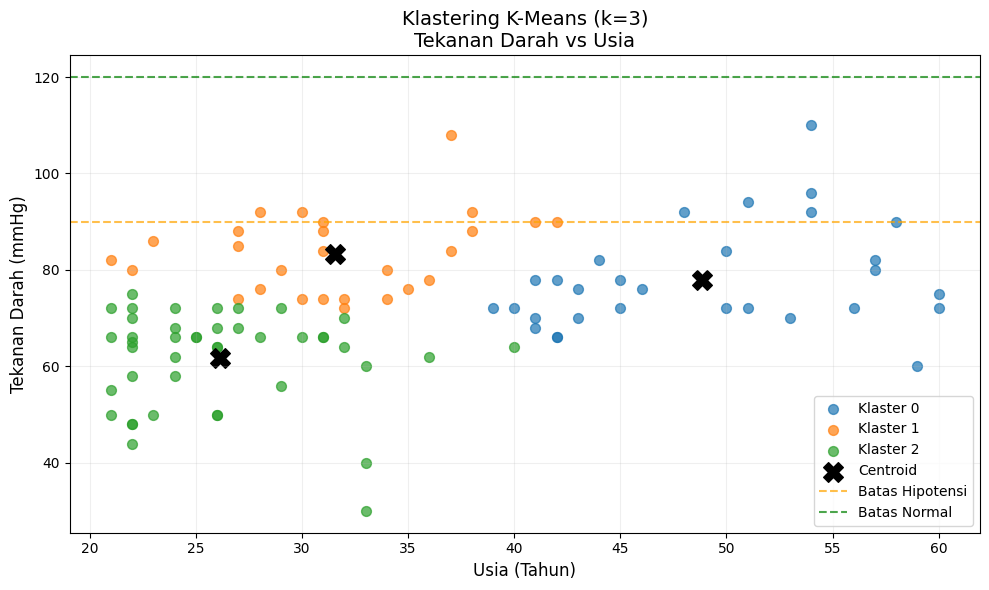 Klastering K-Means (k=3)
Tekanan Darah vs Usia
Tekanan Darah (mmHg)
120
100
80
60
40
20
25
30
35
40
45
50
55
60
Usia (Tahun)
Klaster 0
Klaster 1
Klaster 2
Centroid
Batas Hipotensi
Batas Normal